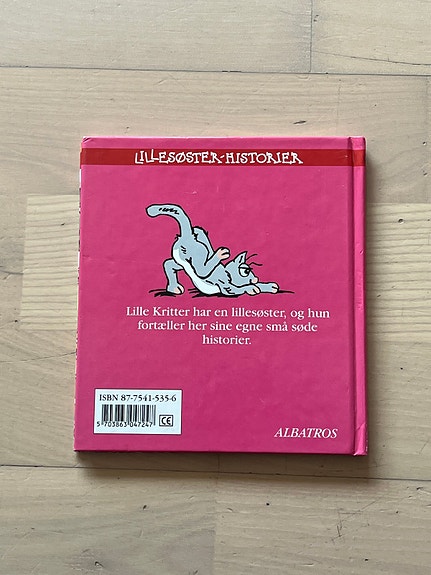 LILLESØSTER-HISTORIER
Lille Kritter har en lillesøster, og hun
fortæller her sine egne små søde
historier.
ISBN 87-7541-535-6
5 703863 047247
CE
ALBATROS